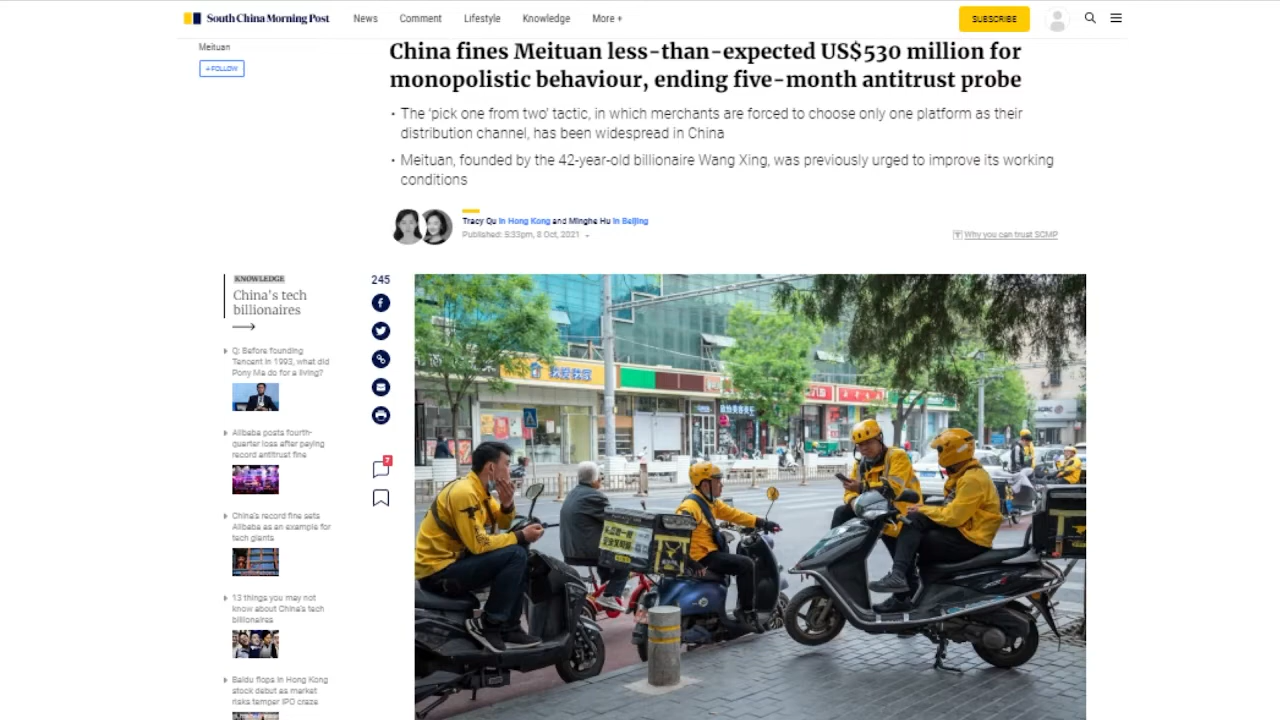 South China Morning Post
News
Comment
Lifestyle
Knowledge
More +
SUBSCRIBE
Meituan
+ FOLLOW
China fines Meituan less-than-expected US$530 million for
monopolistic behaviour, ending five-month antitrust probe
• The ‘pick one from two’ tactic, in which merchants are forced to choose only one platform as their
distribution channel, has been widespread in China
• Meituan, founded by the 42-year-old billionaire Wang Xing, was previously urged to improve its working
conditions
Tracy Qu in Hong Kong and Minghe Hu in Beijing
Published: 5:33pm, 8 Oct, 2021
Why you can trust SCMP
KNOWLEDGE
China's tech
billionaires
Q: Before founding
Tencent in 1993, what did
Pony Ma do for a living?
Alibaba posts fourth-
quarter loss after paying
record antitrust fine
China's record fine sets
Alibaba as an example for
tech giants
13 things you may not
know about China's tech
billionaires
Baidu flops in Hong Kong
stock debut as market
risks temper IPO craze
245
7
我爱我家